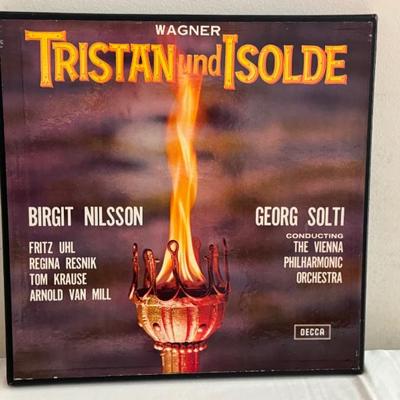 WAGNER
TRISTAN und ISOLDE
BIRGIT NILSSON
FRITZ UHL
REGINA RESNIK
TOM KRAUSE
ARNOLD VAN MILL
GEORG SOLTI
CONDUCTING
THE VIENNA
PHILHARMONIC
ORCHESTRA
DECCA